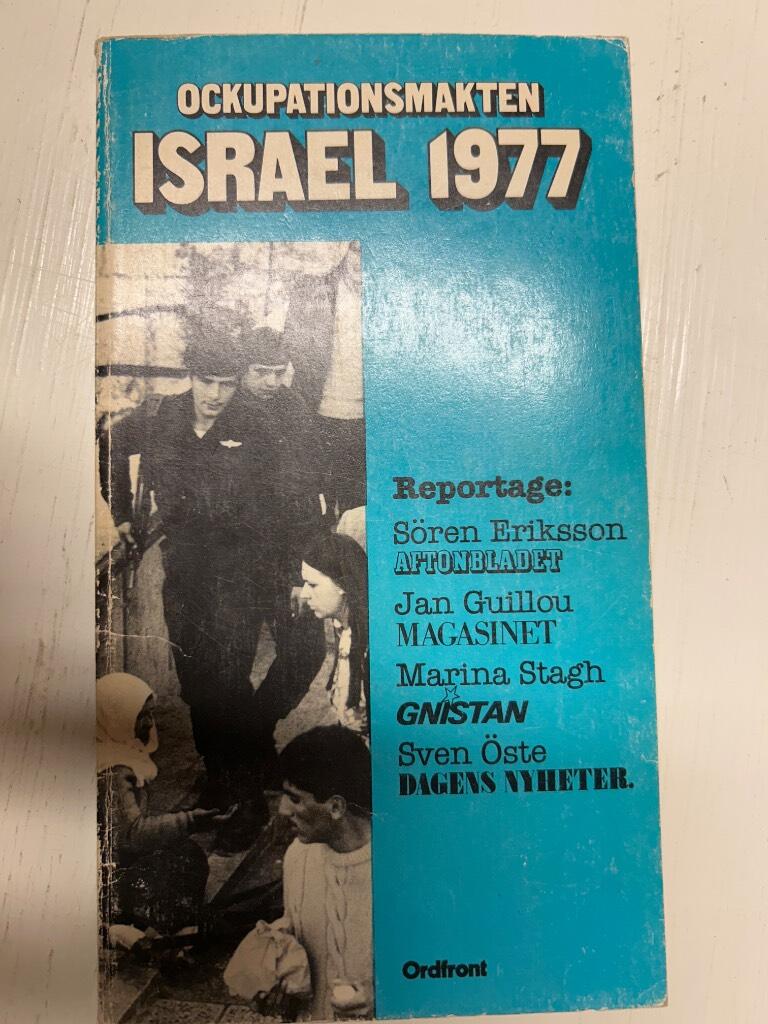 OCKUPATIONSMAKTEN
ISRAEL 1977
Reportage:
Sören Eriksson
AFTONBLADET
Jan Guillou
MAGASINET
Marina Stagh
GNISTAN
Sven Öste
DAGENS NYHETER.
Ordfront